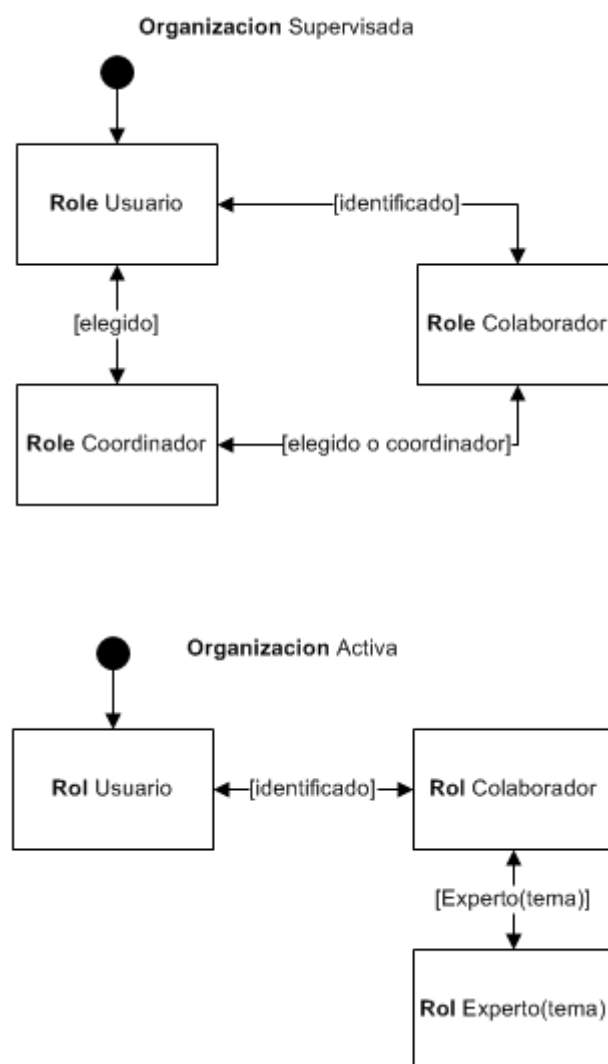 Organizacion Supervisada
Role Usuario
[identificado]
[elegido]
Role Colaborador
Role Coordinador
[elegido o coordinador]
Organizacion Activa
Rol Usuario
[identificado]
Rol Colaborador
[Experto(tema)]
Rol Experto(tema)